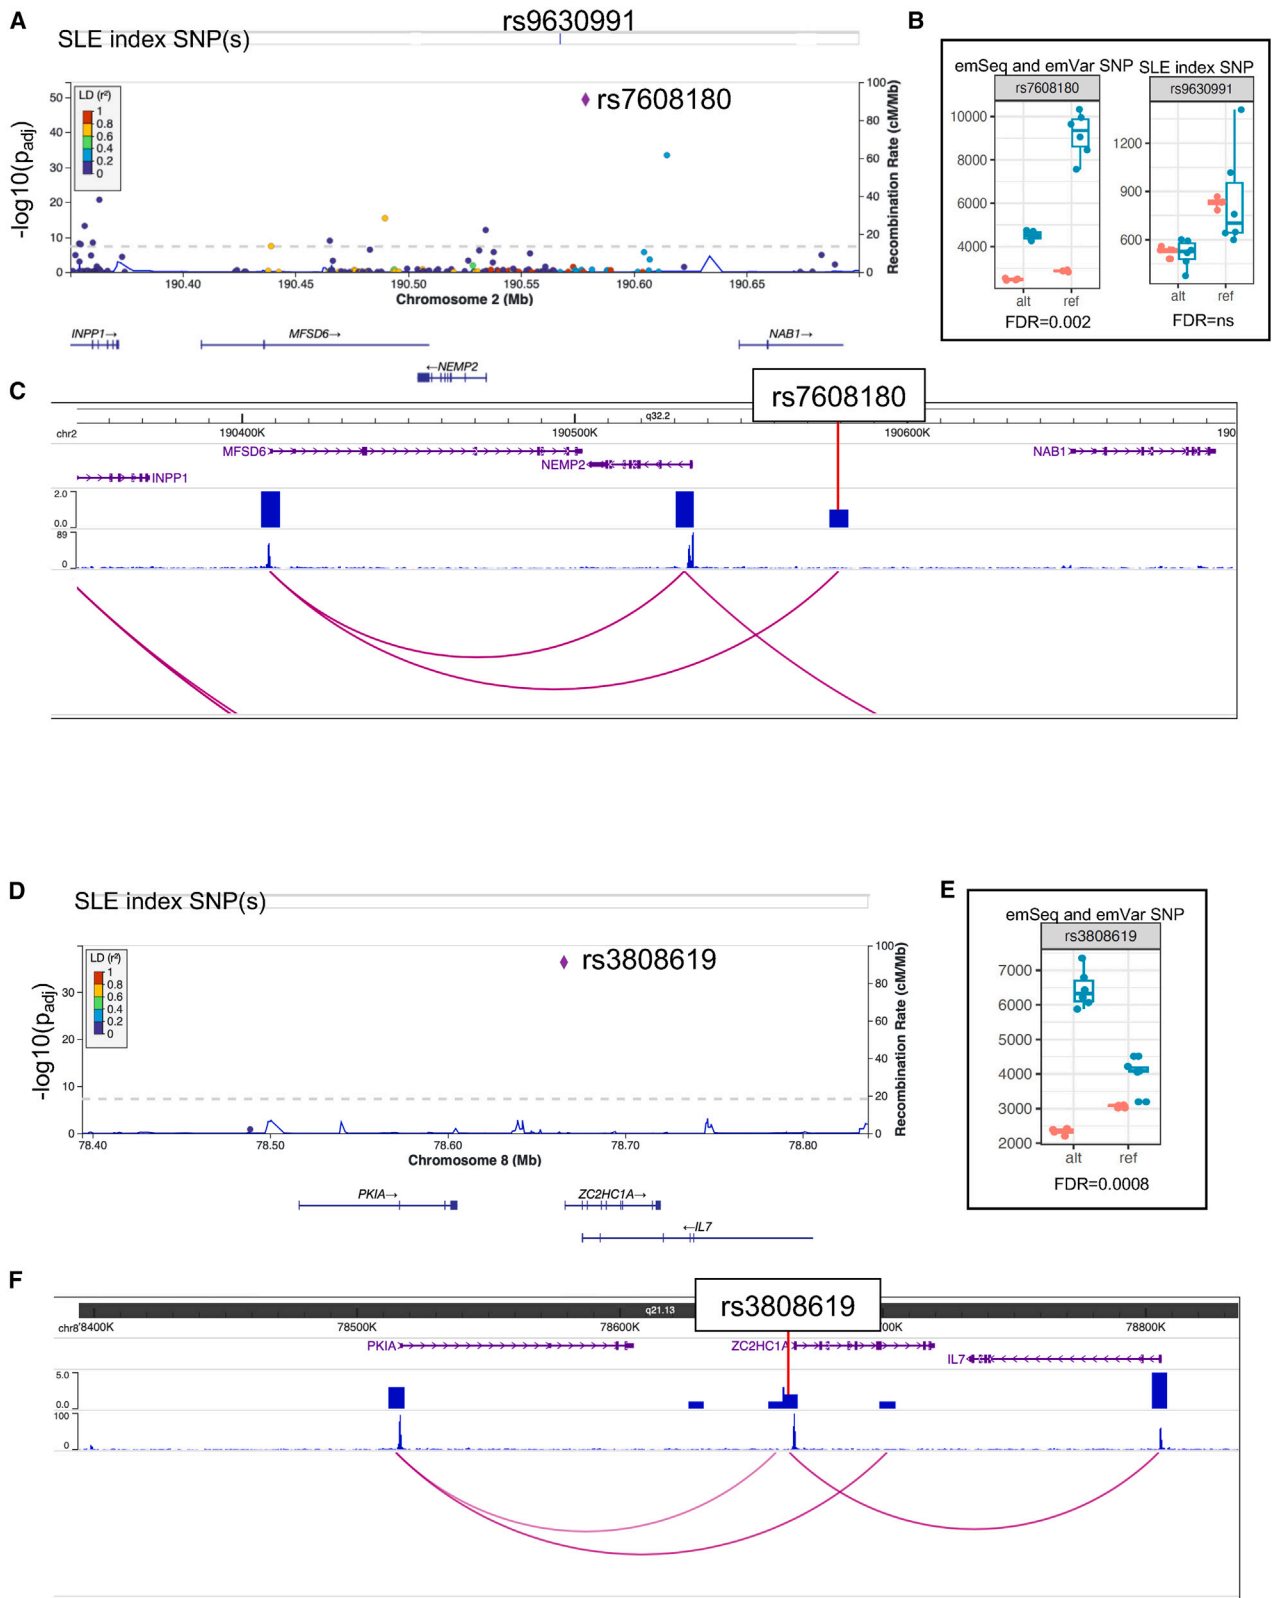 A
rs9630991
SLE index SNP(s)
-log10(padj)
50
40
30
20
10
0
LD (r²)
1
0.8
0.6
0.4
0.2
0
rs7608180
100
80
60
40
20
0
Recombination Rate (cM/Mb)
190.40
190.45
190.50
190.55
190.60
190.65
Chromosome 2 (Mb)
INPP1→
MFSD6→
NAB1→
←NEMP2
B
emSeq and emVar SNP
SLE index SNP
rs7608180
rs9630991
10000
8000
6000
4000
1200
900
600
alt
ref
alt
ref
FDR=0.002
FDR=ns
C
rs7608180
q32.2
chr2
190400K
190500K
190600K
190
MFSD6
NEMP2
NAB1
INPP1
2.0
0.0
89
0
D
SLE index SNP(s)
-log10(padj)
30
20
10
0
LD (r²)
1
0.8
0.6
0.4
0.2
0
rs3808619
100
80
60
40
20
0
Recombination Rate (cM/Mb)
78.40
78.50
78.60
78.70
78.80
Chromosome 8 (Mb)
PKIA→
ZC2HC1A→
←IL7
E
emSeq and emVar SNP
rs3808619
7000
6000
5000
4000
3000
2000
alt
ref
FDR=0.0008
F
rs3808619
q21.13
chr8
8400K
78500K
78600K
00K
78800K
PKIA
ZC2HC1A
IL7
5.0
0.0
100
0